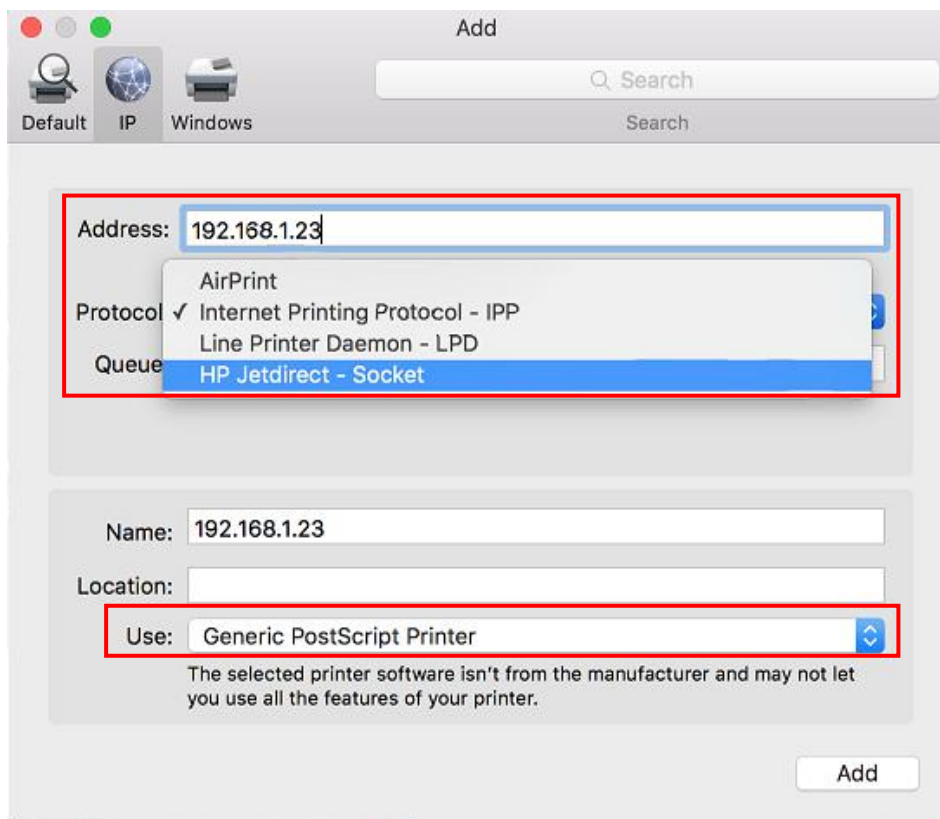 Add
Search
Default IP Windows
Search
Address: 192.168.1.23
AirPrint
Protocol ✓ Internet Printing Protocol - IPP
Line Printer Daemon - LPD
Queue
HP Jetdirect - Socket
Name: 192.168.1.23
Location:
Use: Generic PostScript Printer
The selected printer software isn't from the manufacturer and may not let
you use all the features of your printer.
Add